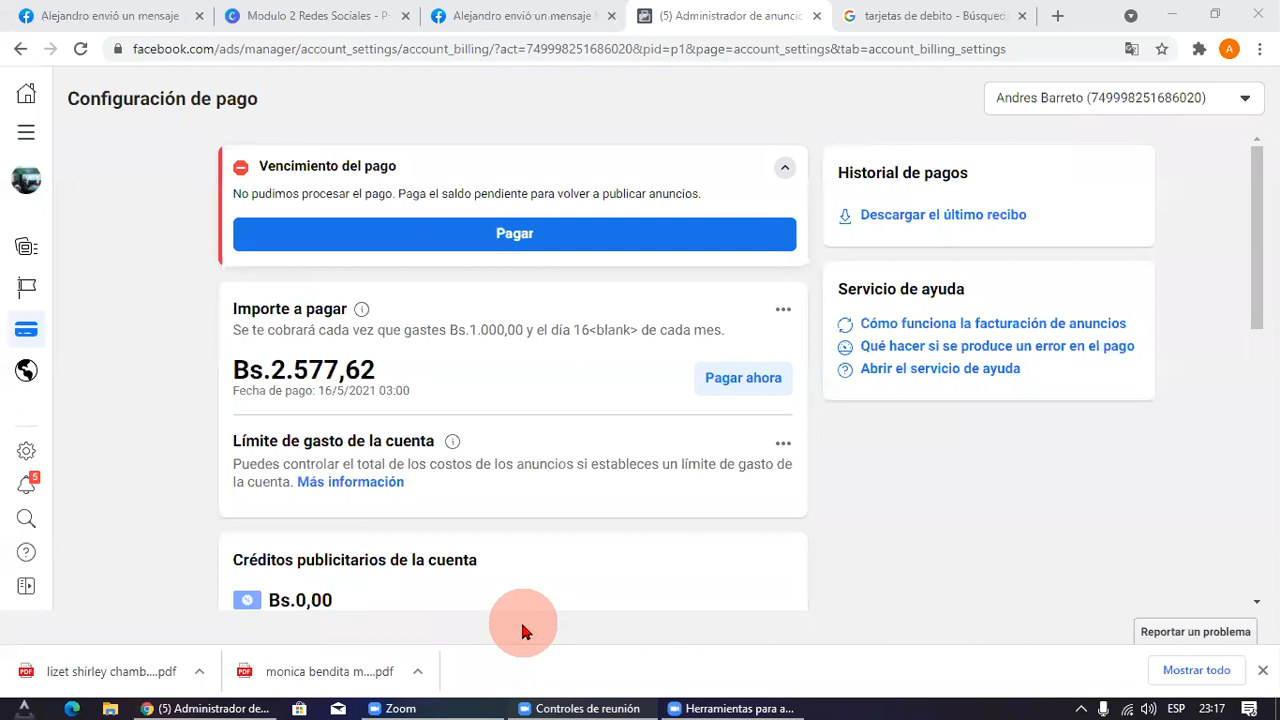 Alejandro envió un mensaje
Modulo 2 Redes Sociales - P
Alejandro envió un mensaje
(5) Administrador de anuncio
tarjetas de debito - Búsqued
facebook.com/ads/manager/account_settings/account_billing/?act=749998251686020&pid=p1&page=account_settings&tab=account_billing_settings
A
Configuración de pago
Andres Barreto (749998251686020)
Vencimiento del pago
No pudimos procesar el pago. Paga el saldo pendiente para volver a publicar anuncios.
Pagar
Historial de pagos
Descargar el último recibo
Importe a pagar
Se te cobrará cada vez que gastes Bs.1.000,00 y el día 16<blank> de cada mes.
Bs.2.577,62
Fecha de pago: 16/5/2021 03:00
Pagar ahora
Servicio de ayuda
Cómo funciona la facturación de anuncios
Qué hacer si se produce un error en el pago
Abrir el servicio de ayuda
Límite de gasto de la cuenta
Puedes controlar el total de los costos de los anuncios si estableces un límite de gasto de
la cuenta. Más información
5
Créditos publicitarios de la cuenta
Bs.0,00
Reportar un problema
lizet shirley chamb....pdf
monica bendita m....pdf
Mostrar todo
(5) Administrador de...
Zoom
Controles de reunión
Herramientas para a...
ESP
23:17